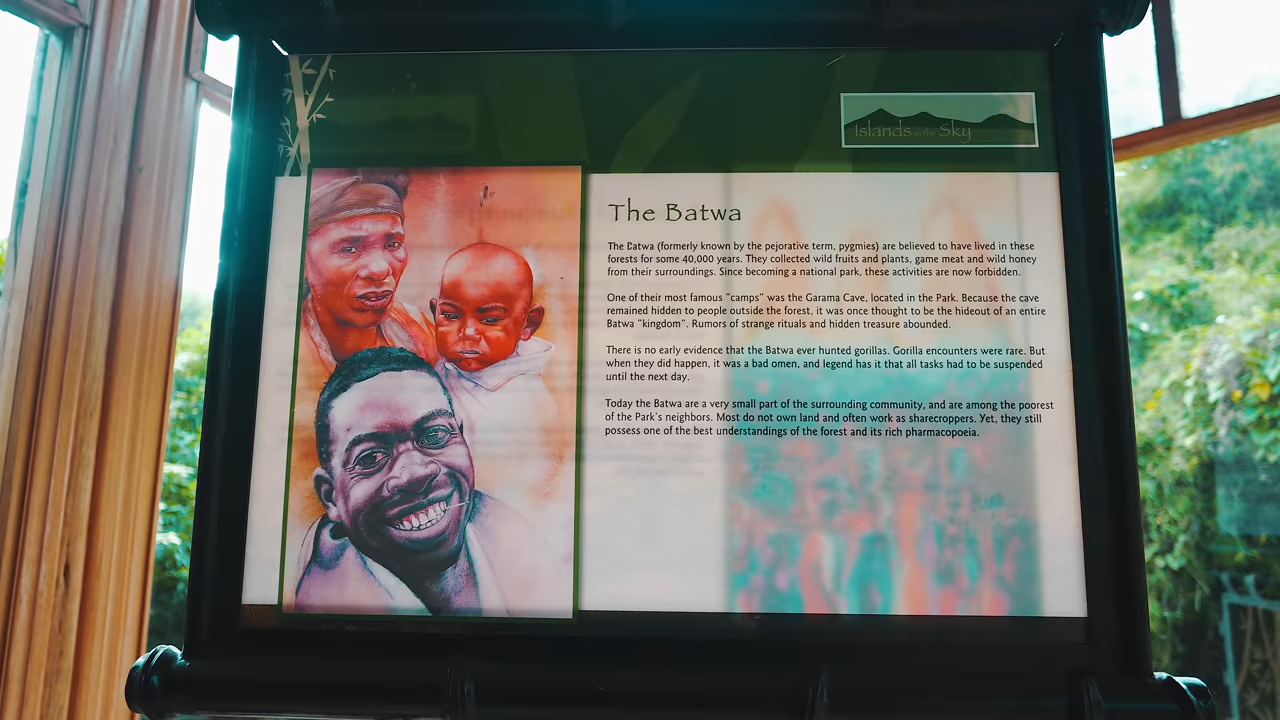 Islands in the Sky
The Batwa
The Batwa (formerly known by the pejorative term, pygmies) are believed to have lived in these
forests for some 40,000 years. They collected wild fruits and plants, game meat and wild honey
from their surroundings. Since becoming a national park, these activities are now forbidden.
One of their most famous "camps" was the Garama Cave, located in the Park. Because the cave
remained hidden to people outside the forest, it was once thought to be the hideout of an entire
Batwa "kingdom". Rumors of strange rituals and hidden treasure abounded.
There is no early evidence that the Batwa ever hunted gorillas. Gorilla encounters were rare. But
when they did happen, it was a bad omen, and legend has it that all tasks had to be suspended
until the next day.
Today the Batwa are a very small part of the surrounding community, and are among the poorest
of the Park's neighbors. Most do not own land and often work as sharecroppers. Yet, they still
possess one of the best understandings of the forest and its rich pharmacopoeia.